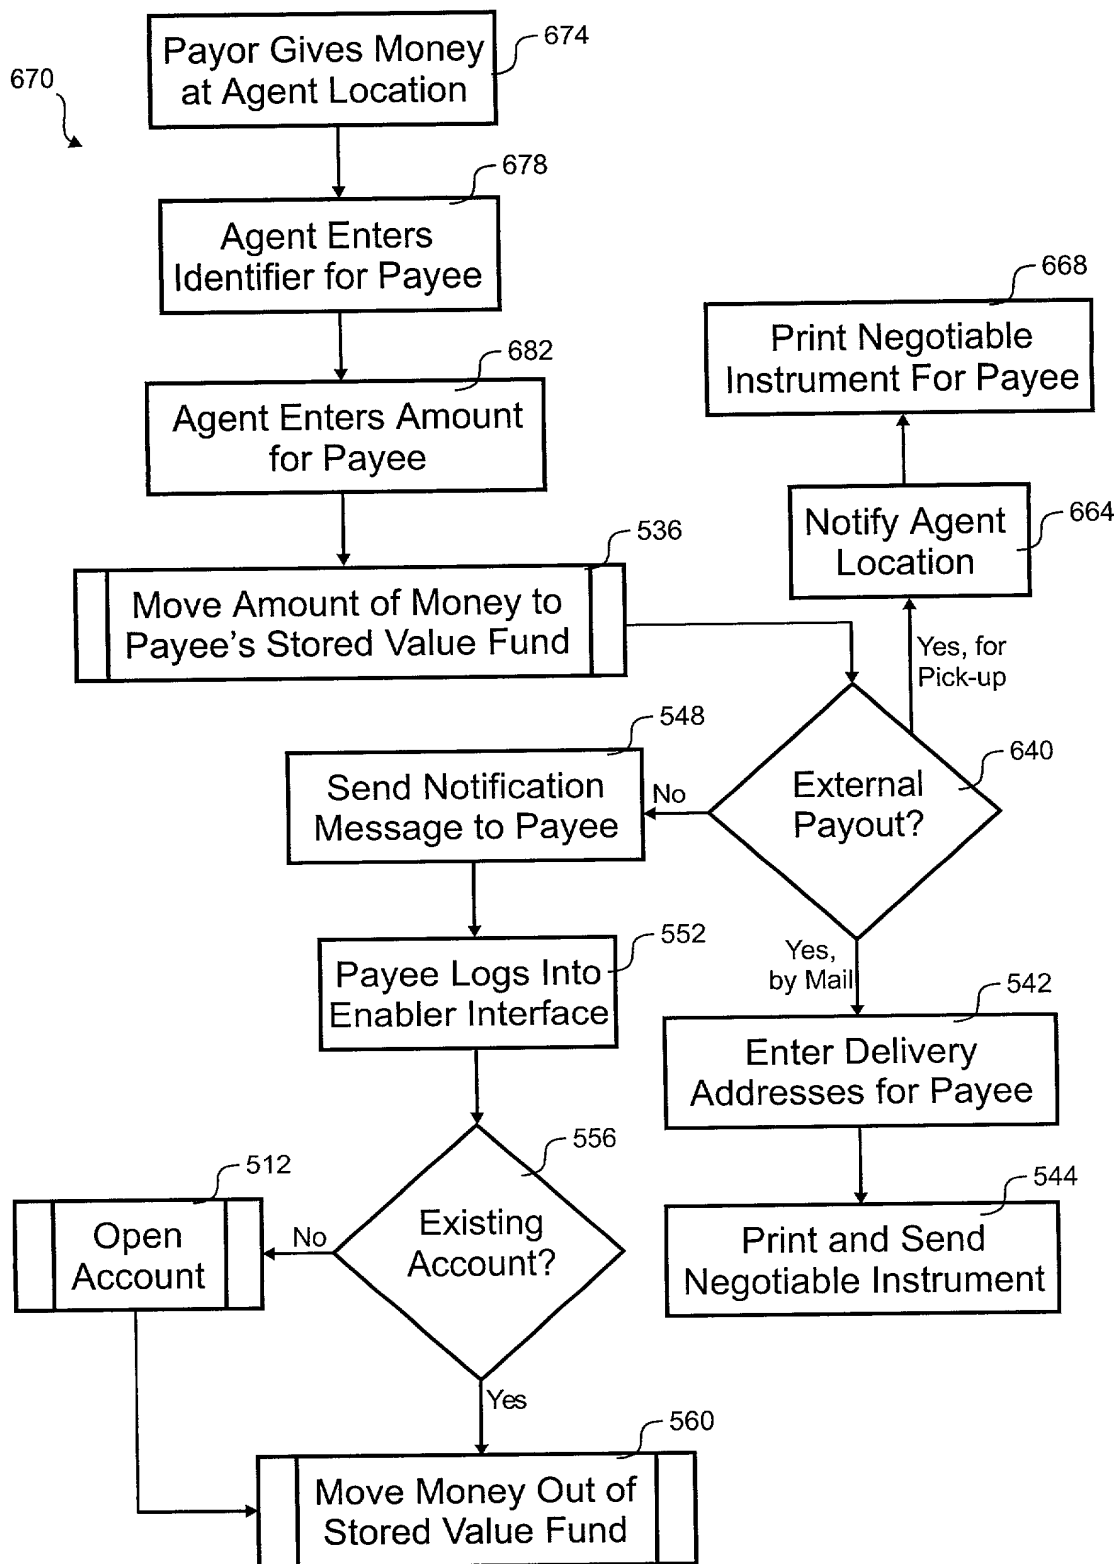 670
674
Payor Gives Money
at Agent Location
678
Agent Enters
Identifier for Payee
682
Agent Enters Amount
for Payee
536
Move Amount of Money to
Payee's Stored Value Fund
668
Print Negotiable
Instrument For Payee
664
Notify Agent
Location
Yes, for
Pick-up
640
External
Payout?
No
548
Send Notification
Message to Payee
552
Payee Logs Into
Enabler Interface
Yes,
by Mail
542
Enter Delivery
Addresses for Payee
544
Print and Send
Negotiable Instrument
556
Existing
Account?
No
512
Open
Account
Yes
560
Move Money Out of
Stored Value Fund